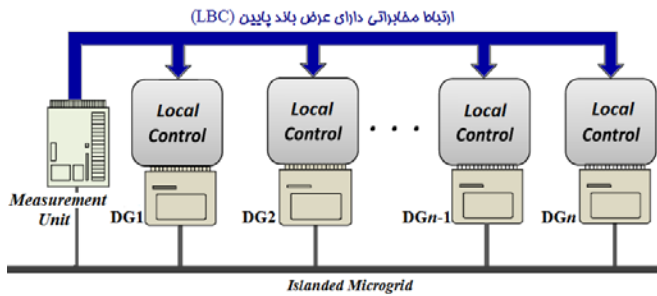 ارتباط مخابراتی دارای عرض باند پایین (LBC)
Local
Control
Local
Control
Local
Control
Local
Control
. . .
Measurement
Unit
DG1
DG2
DGn-1
DGn
Islanded Microgrid